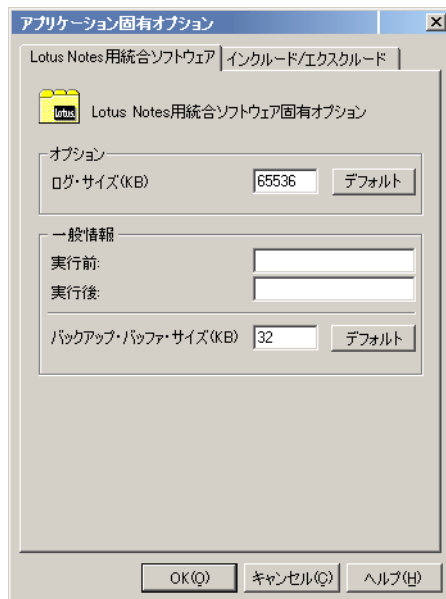 アプリケーション固有オプション
Lotus Notes用統合ソフトウェア
インクルード/エクスクルード
Lotus
Lotus Notes用統合ソフトウェア固有オプション
オプション
ログ・サイズ(KB)
65536
デフォルト
一般情報
実行前:
実行後:
バックアップ・バッファ・サイズ(KB)
32
デフォルト
OK(O)
キャンセル(C)
ヘルプ(H)